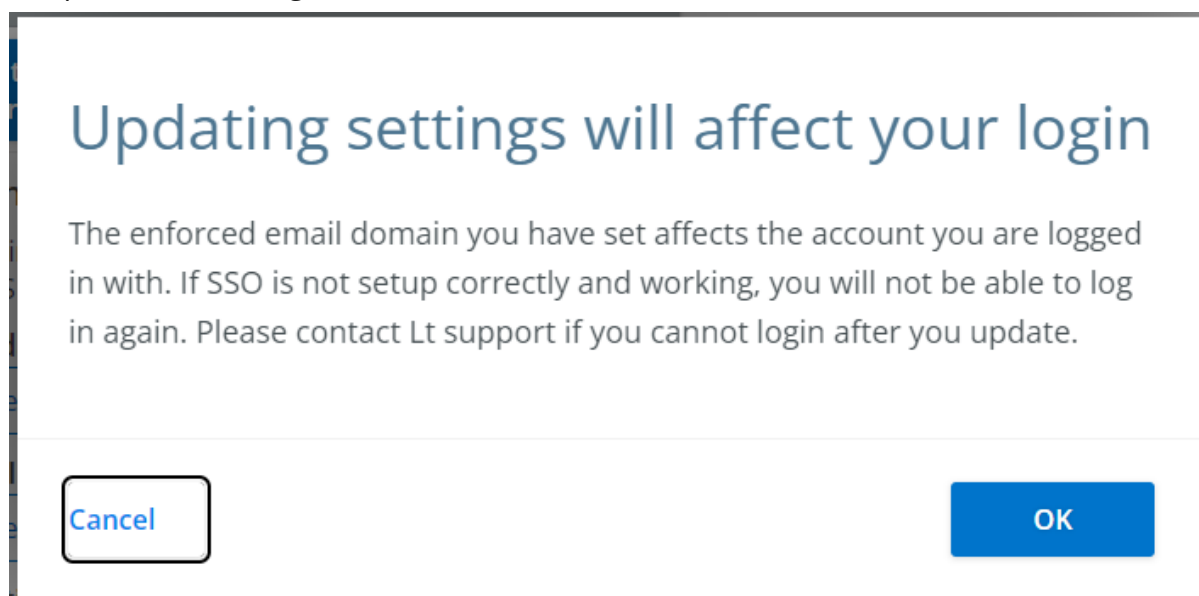 Updating settings will affect your login
The enforced email domain you have set affects the account you are logged
in with. If SSO is not setup correctly and working, you will not be able to log
in again. Please contact Lt support if you cannot login after you update.
Cancel
OK